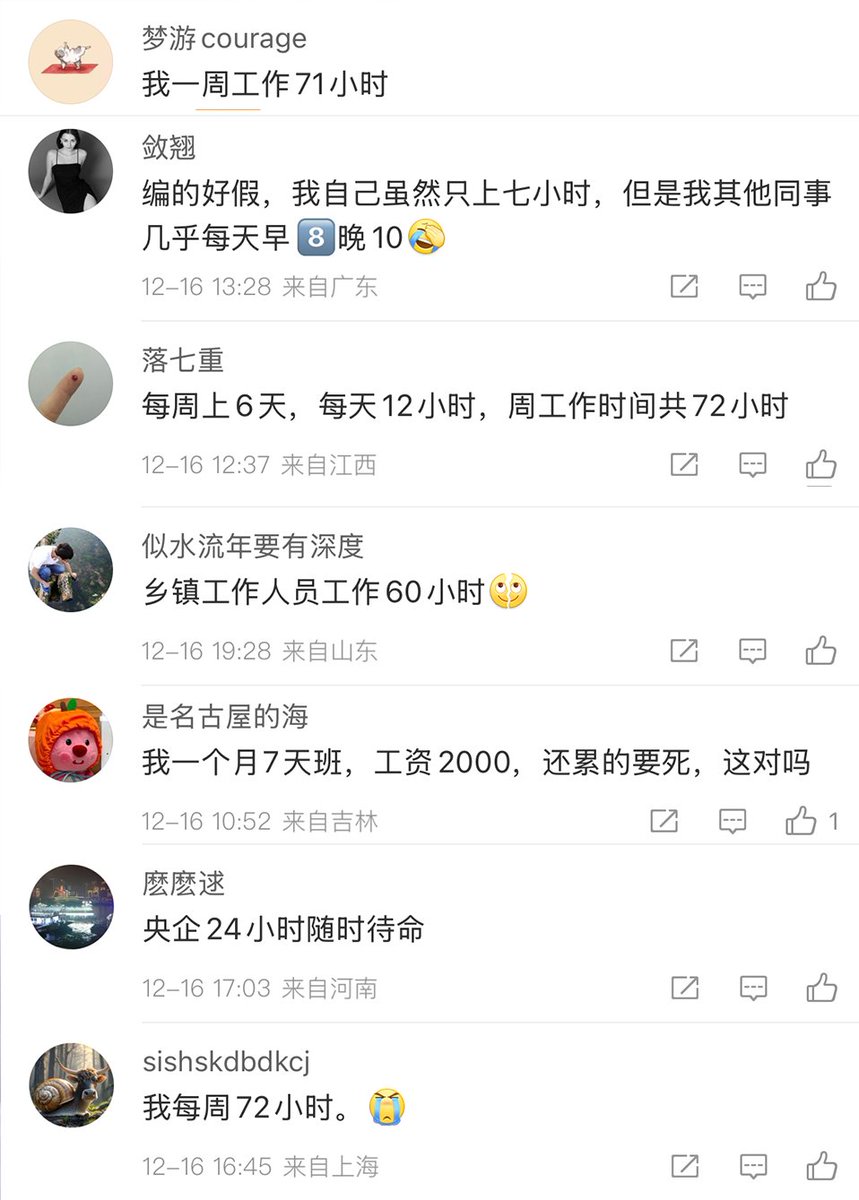 梦游courage
我一周工作71小时
敛翘
编的好假，我自己虽然只上七小时，但是我其他同事
几乎每天早8️⃣晚10🤣
12-16 13:28 来自广东
落七重
每周上6天，每天12小时，周工作时间共72小时
12-16 12:37 来自江西
似水流年要有深度
乡镇工作人员工作60小时
12-16 19:28 来自山东
是名古屋的海
我一个月7天班，工资2000，还累的要死，这对吗
12-16 10:52 来自吉林
1
麽麽逑
央企24小时随时待命
12-16 17:03 来自河南
sishskdbdkcj
我每周72小时。😭
12-16 16:45 来自上海